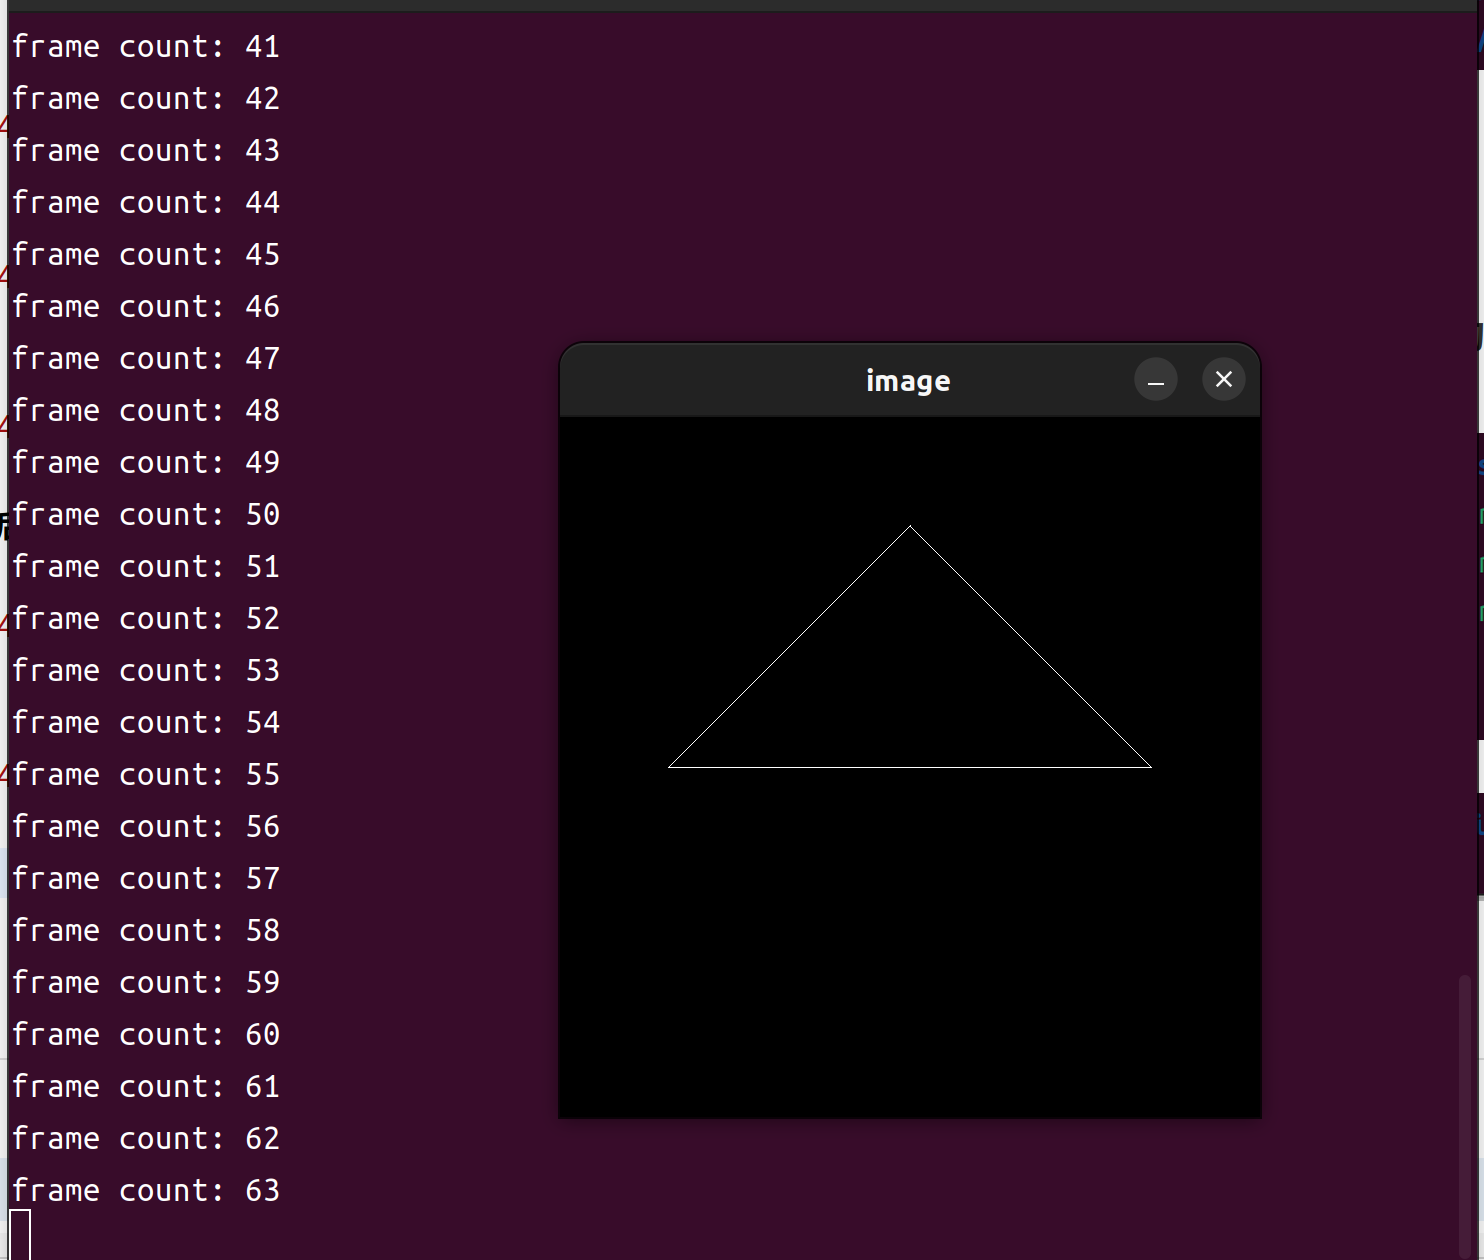 frame count: 41
frame count: 42
frame count: 43
frame count: 44
frame count: 45
frame count: 46
frame count: 47
frame count: 48
frame count: 49
frame count: 50
frame count: 51
frame count: 52
frame count: 53
frame count: 54
frame count: 55
frame count: 56
frame count: 57
frame count: 58
frame count: 59
frame count: 60
frame count: 61
frame count: 62
frame count: 63
image